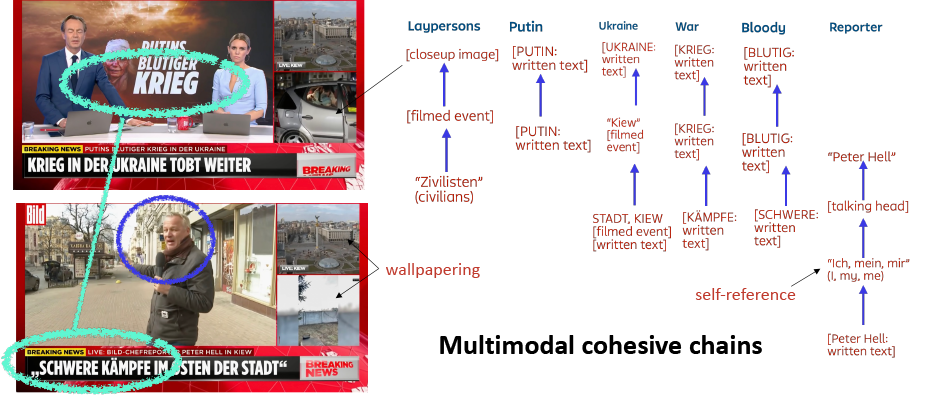 PUTINS
BLUTIGER
KRIEG
LIVE: KIEW
BREAKING NEWS PUTINS BLUTIGER KRIEG IN DER UKRAINE
KRIEG IN DER UKRAINE TOBT WEITER
BREAKING
Bild
LIVE: KIEW
BREAKING NEWS LIVE: BILD-CHEFREPORTER PETER HELL IN KIEW
„SCHWERE KÄMPFE IM OSTEN DER STADT“
BREAKING
NEWS
wallpapering
Laypersons
[closeup image]
[filmed event]
“Zivilisten”
(civilians)
Putin
[PUTIN:
written text]
[PUTIN:
written text]
Ukraine
[UKRAINE:
written
text]
“Kiew”
[filmed
event]
STADT, KIEW
[filmed event]
[written text]
War
[KRIEG:
written
text]
[KRIEG:
written
text]
[KÄMPFE:
written
text]
Bloody
[BLUTIG:
written
text]
[BLUTIG:
written
text]
[SCHWERE:
written
text]
Reporter
“Peter Hell”
[talking head]
“Ich, mein, mir”
(I, my, me)
self-reference
[Peter Hell:
written text]
Multimodal cohesive chains